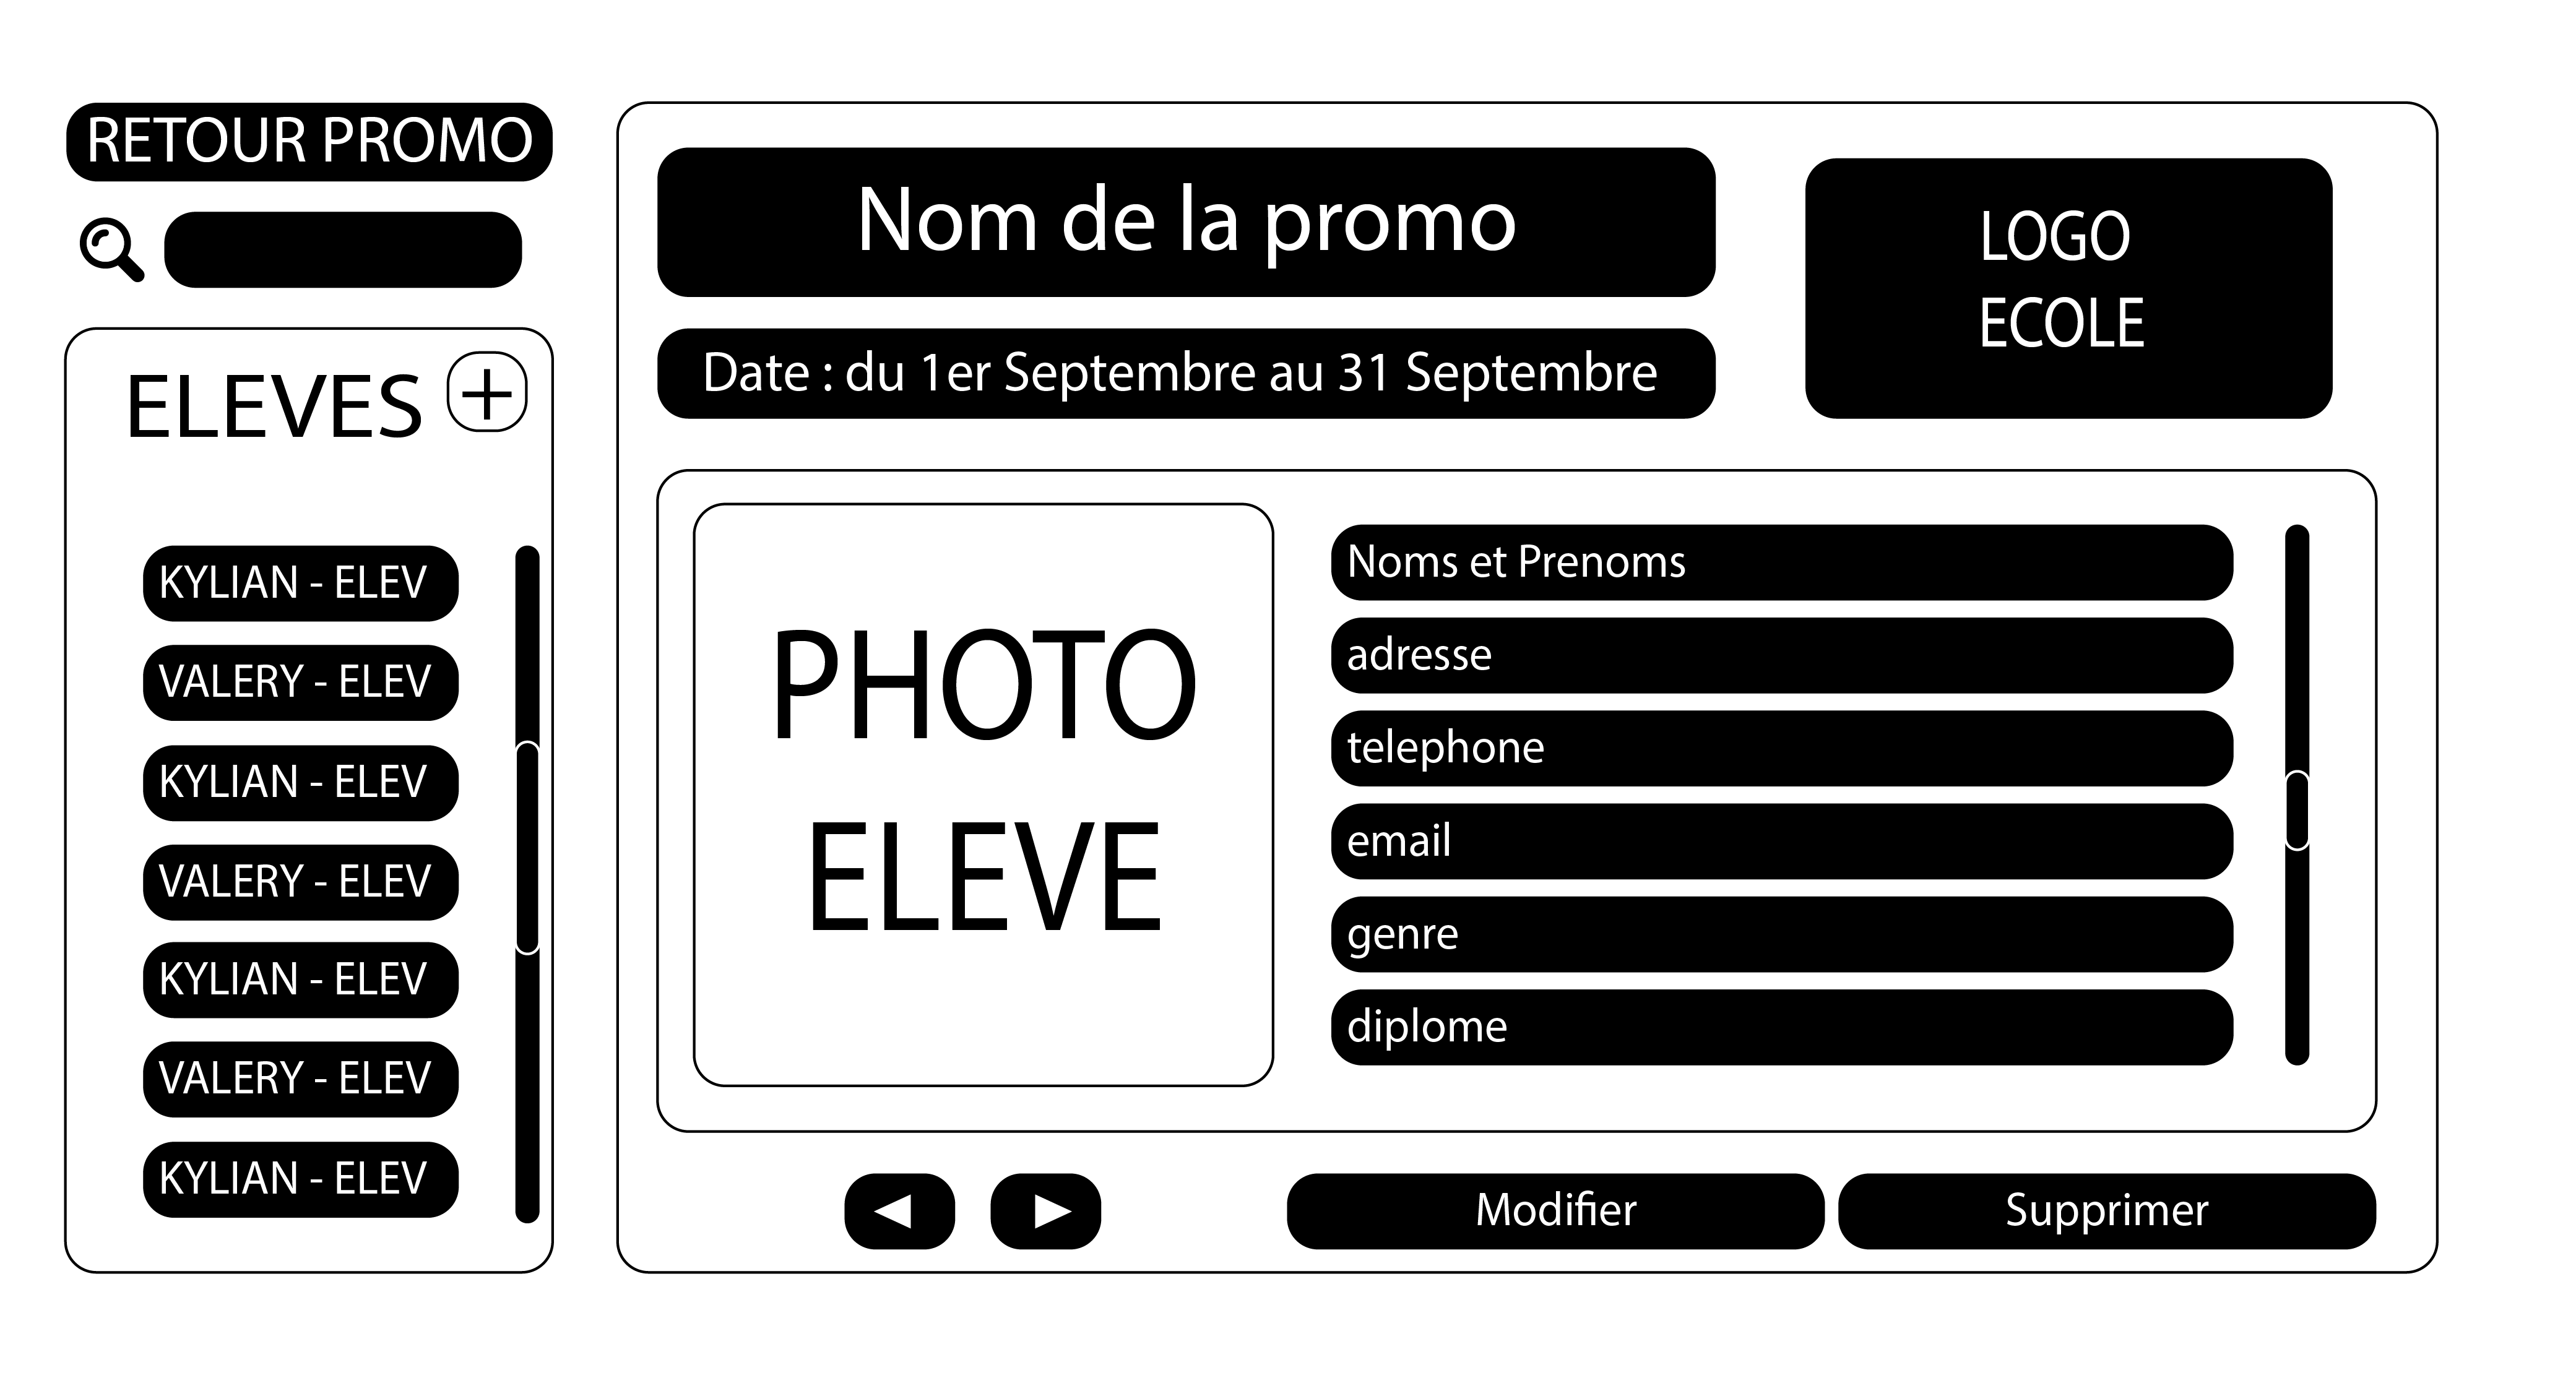 RETOUR PROMO
ELEVES +
KYLIAN - ELEV
VALERY - ELEV
KYLIAN - ELEV
VALERY - ELEV
KYLIAN - ELEV
VALERY - ELEV
KYLIAN - ELEV
Nom de la promo
Date : du 1er Septembre au 31 Septembre
LOGO
ECOLE
PHOTO
ELEVE
Noms et Prenoms
adresse
telephone
email
genre
diplome
Modifier
Supprimer